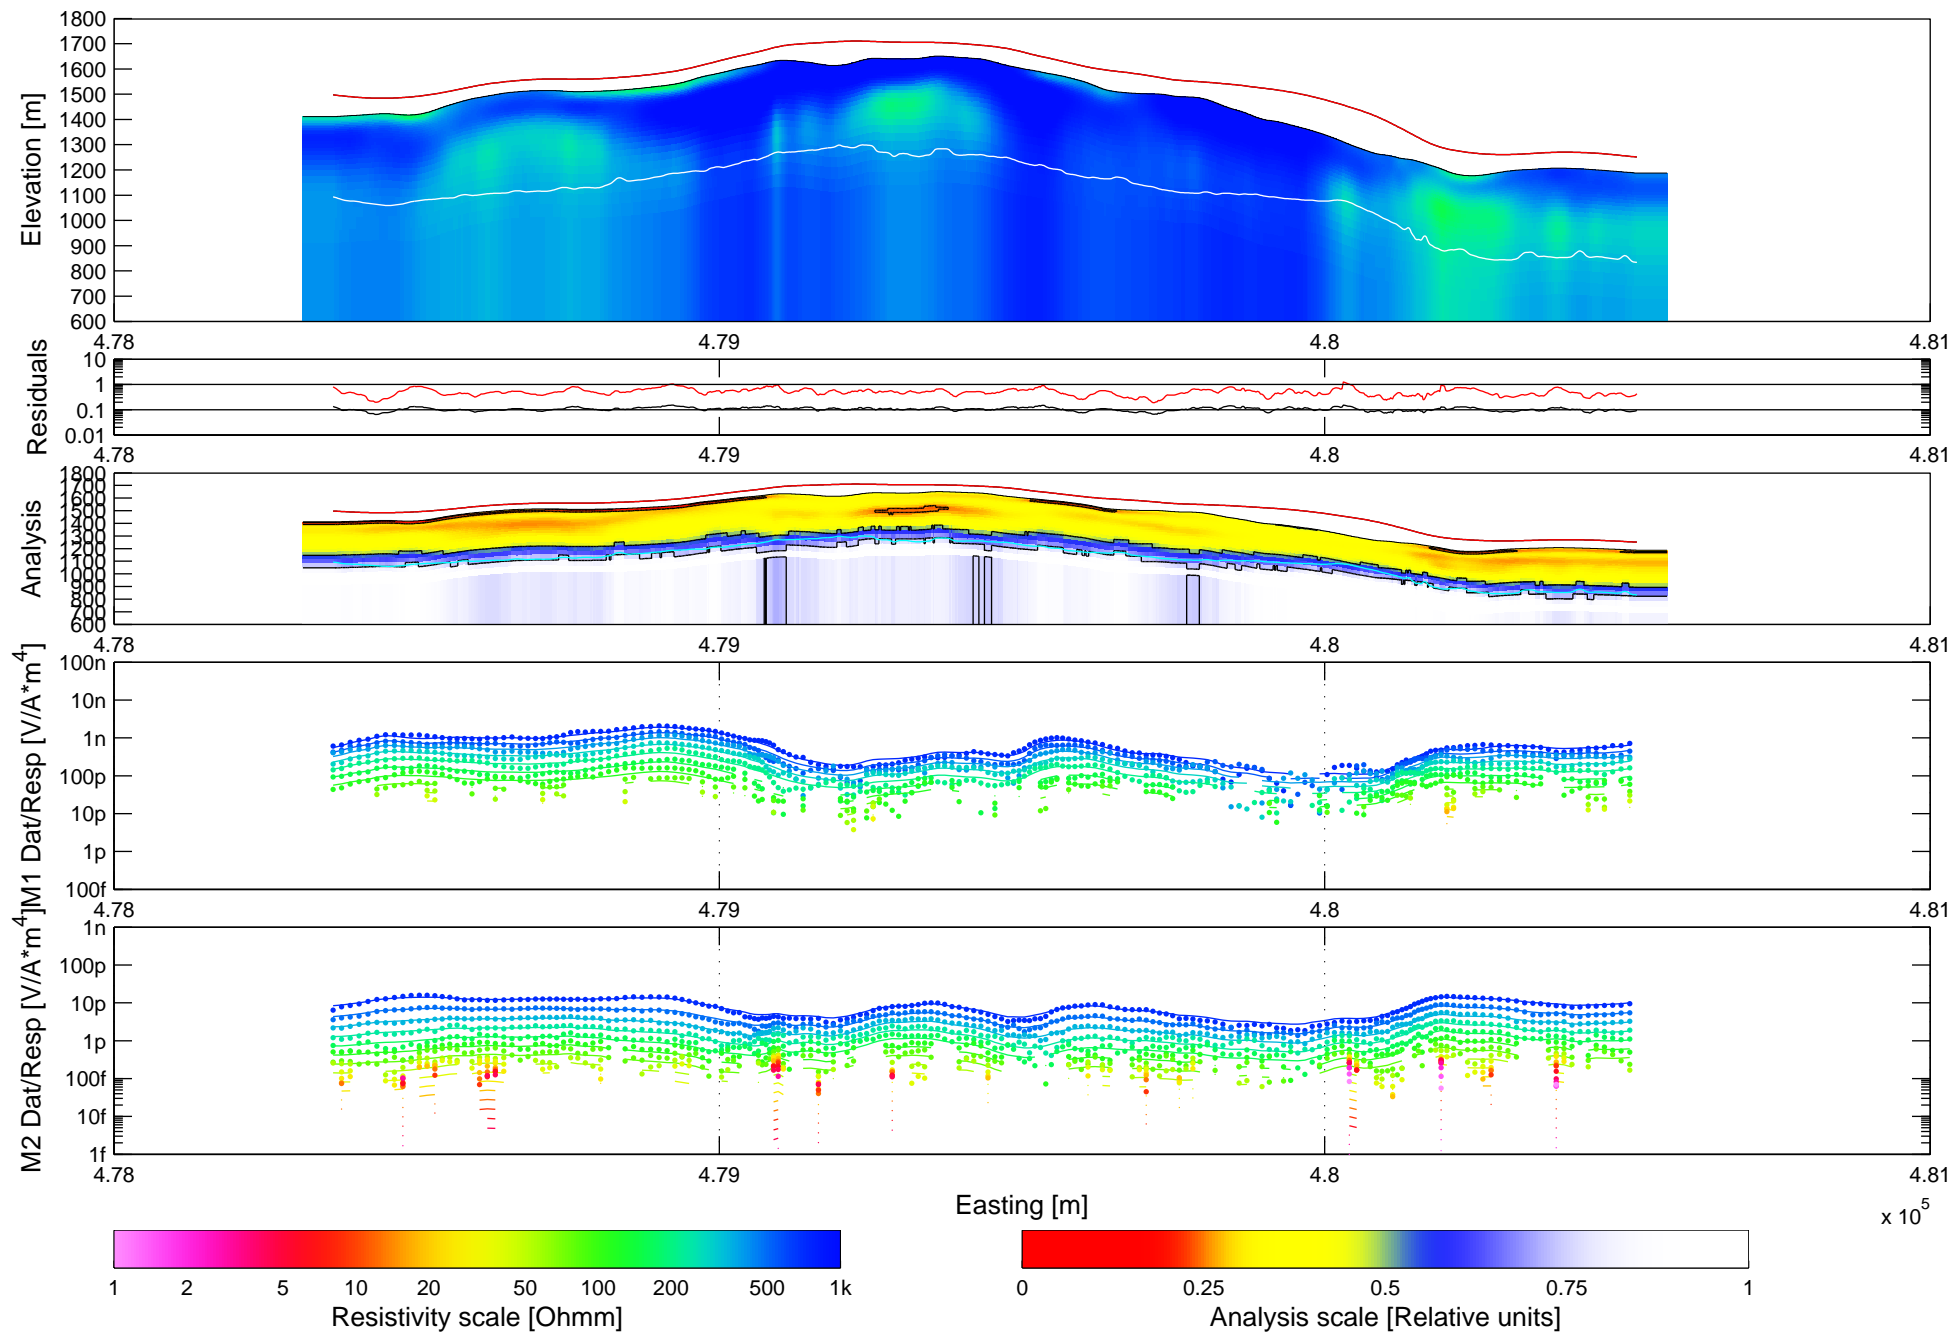 1800
1700
1600
1500
1400
1300
1200
1100
1000
900
800
700
600
Elevation [m]
4.78 4.79 4.8 4.81
10
1
0.1
0.01
Residuals
4.78 4.79 4.8 4.81
1800
1700
1600
1500
1400
1300
1200
1100
1000
900
800
700
600
Analysis
4.78 4.79 4.8 4.81
100n
10n
1n
100p
10p
1p
100f
M1 Dat/Resp [V/A*m^4]
4.78 4.79 4.8 4.81
1n
100p
10p
1p
100f
10f
1f
M2 Dat/Resp [V/A*m^4]
4.78 4.79 4.8 4.81
Easting [m]
x 10^5
1 2 5 10 20 50 100 200 500 1k
Resistivity scale [Ohmm]
0 0.25 0.5 0.75 1
Analysis scale [Relative units]